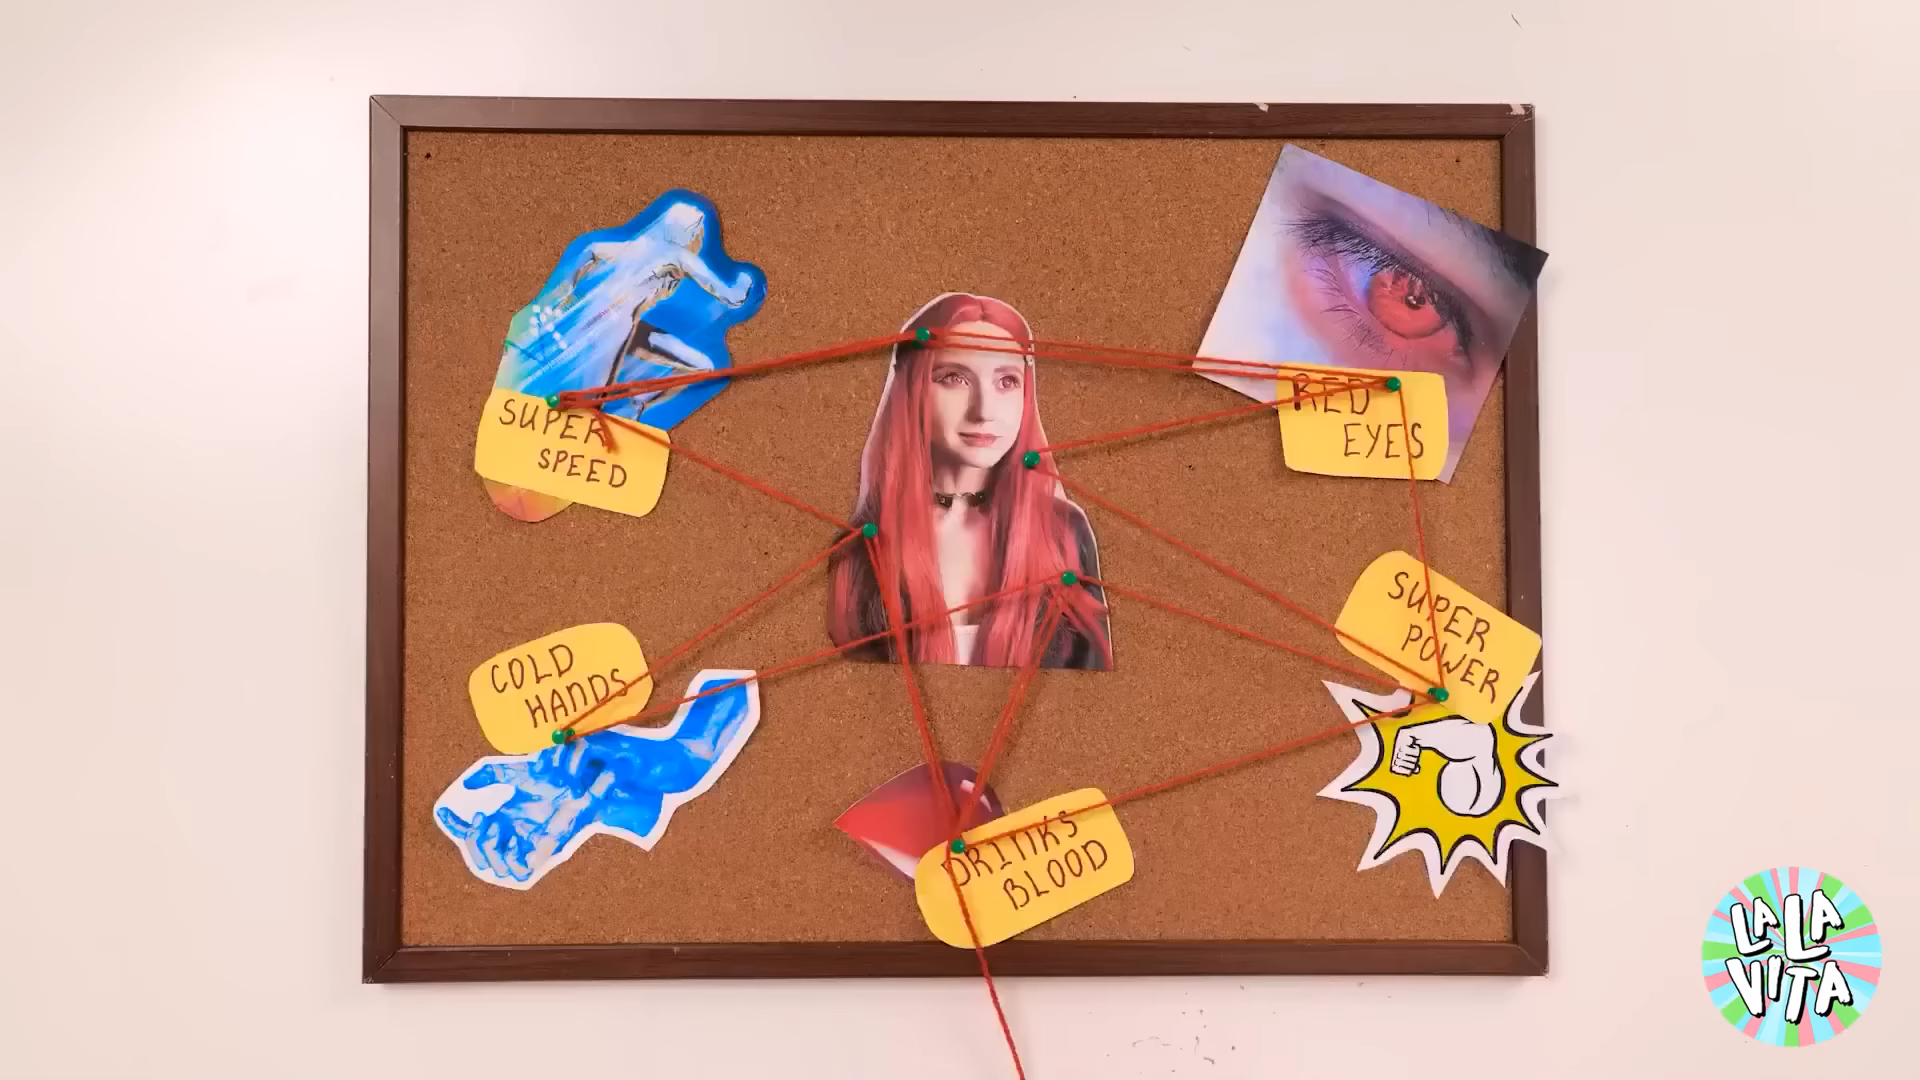 SUPER
SPEED
RED
EYES
COLD
HANDS
SUPER
POWER
DRINKS
BLOOD
LA LA
VITA